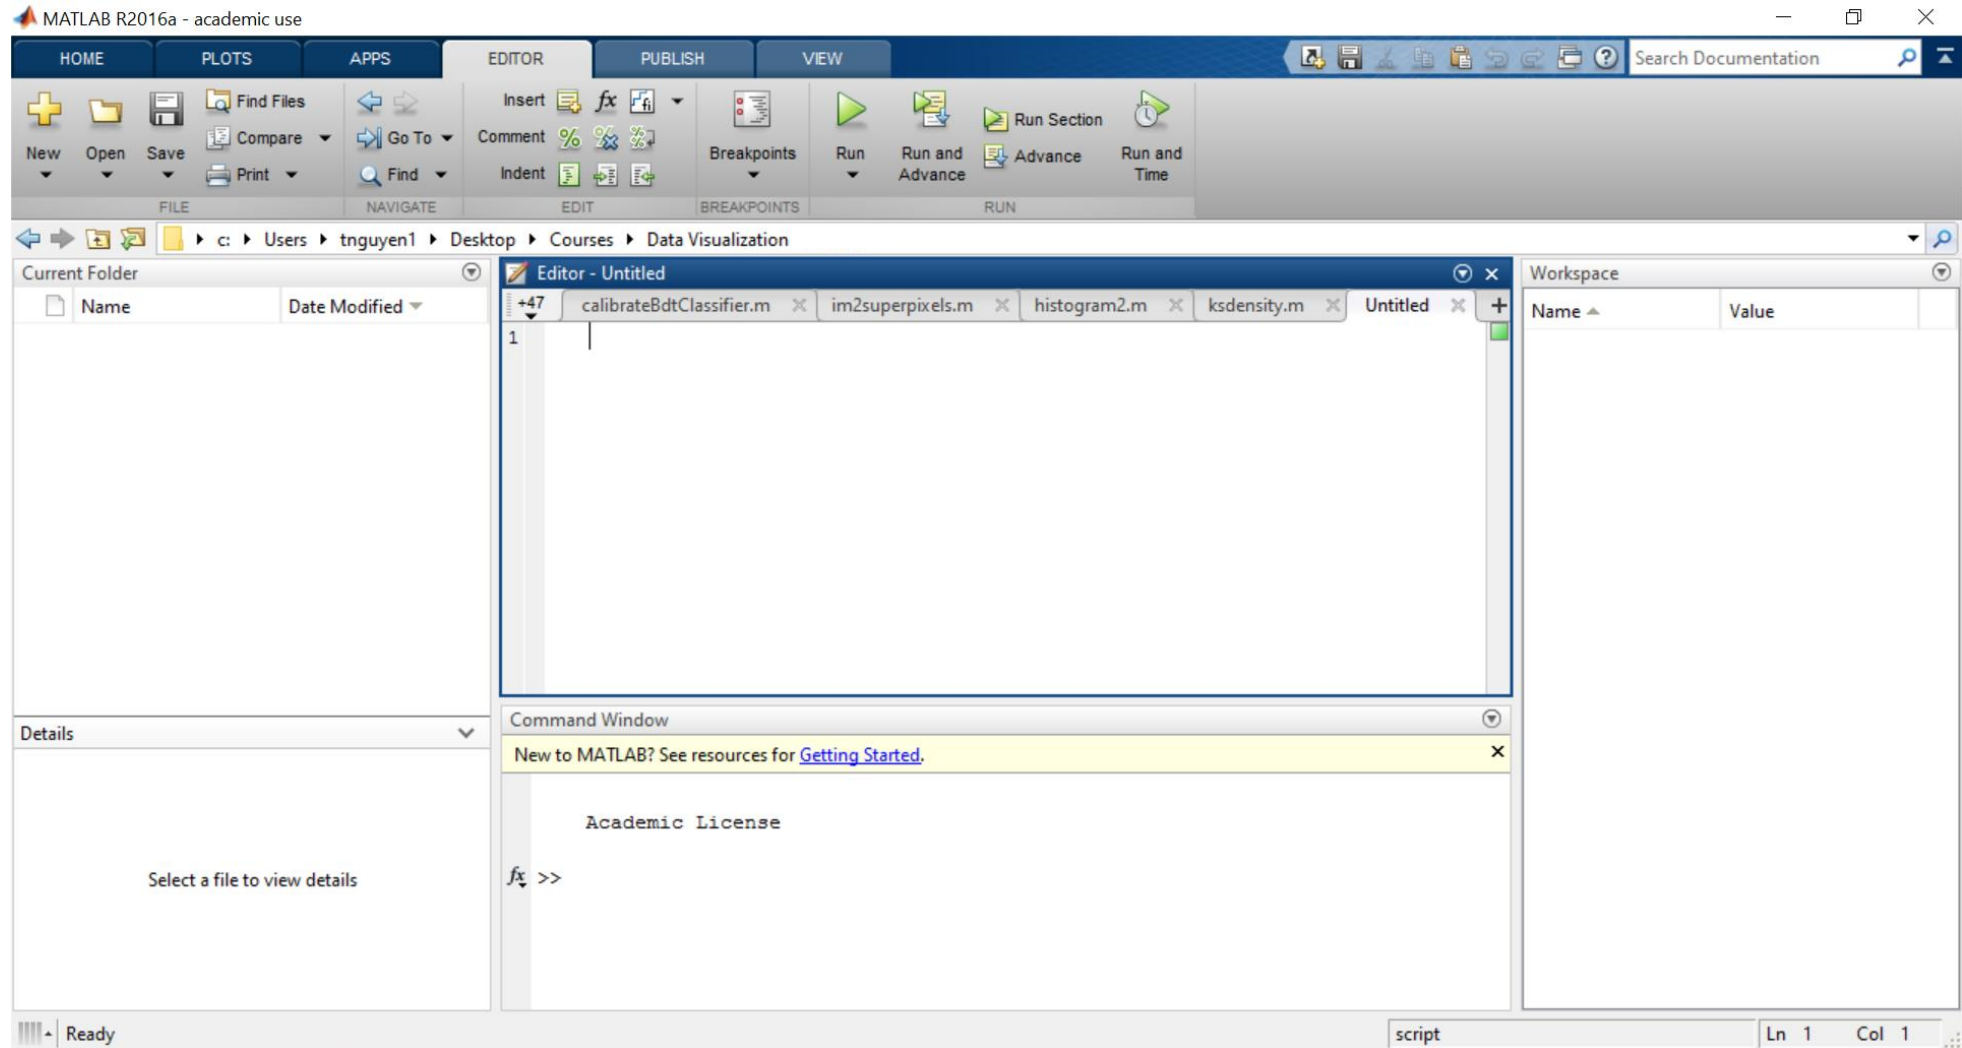 MATLAB R2016a - academic use
HOME PLOTS APPS EDITOR PUBLISH VIEW
Search Documentation
New
Open
Save
Find Files
Compare
Print
FILE
Go To
Find
NAVIGATE
Insert fx fi
Comment % % %
Indent
EDIT
Breakpoints
BREAKPOINTS
Run
Run and
Advance
Run Section
Advance
Run and
Time
RUN
c: Users tnguyen1 Desktop Courses Data Visualization
Current Folder
Name Date Modified
Details
Select a file to view details
Editor - Untitled
+47 calibrateBdtClassifier.m im2superpixels.m histogram2.m ksdensity.m Untitled +
1
Command Window
New to MATLAB? See resources for Getting Started.
Academic License
fx >>
Workspace
Name Value
Ready
script
Ln 1 Col 1